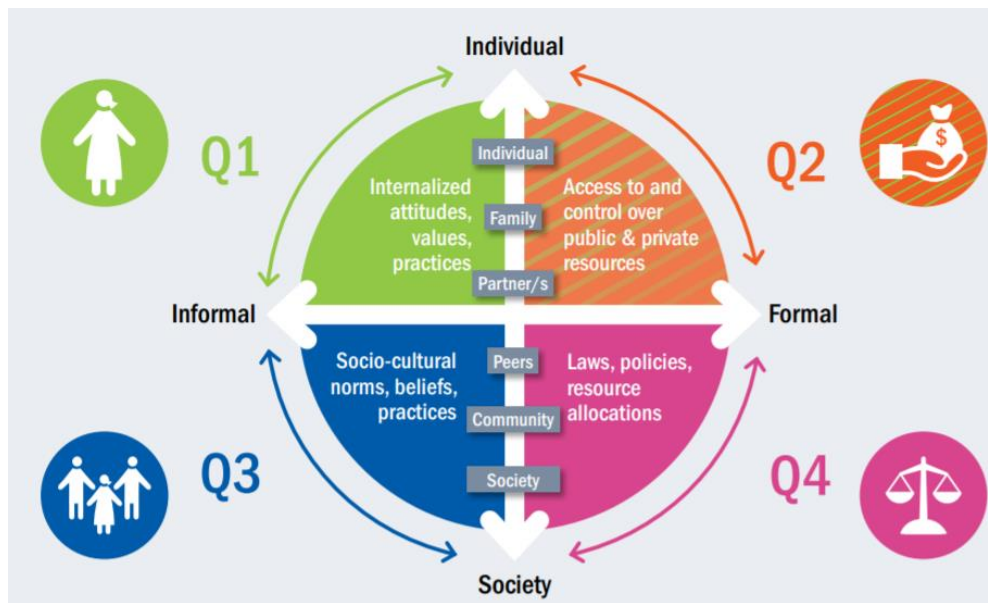 Individual
Q1
Q2
Individual
Internalized
attitudes,
values,
practices
Family
Access to and
control over
public & private
resources
$
Partner/s
Informal
Formal
Socio-cultural
norms, beliefs,
practices
Peers
Laws, policies,
resource
allocations
Community
Q3
Society
Q4
Society